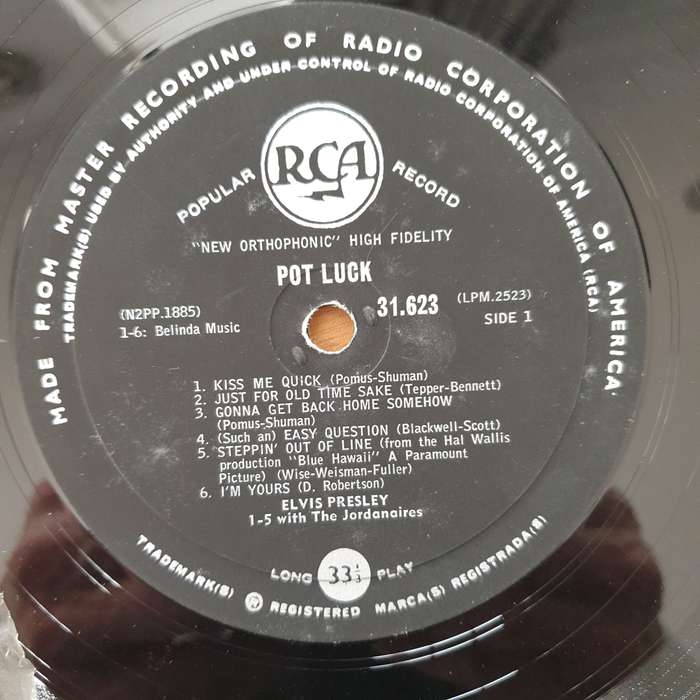 MADE FROM MASTER RECORDING OF RADIO CORPORATION OF AMERICA
TRADEMARK(S) USED BY AUTHORITY AND UNDER CONTROL OF RADIO CORPORATION OF AMERICA (RCA)
RCA
POPULAR RECORD
"NEW ORTHOPHONIC" HIGH FIDELITY
POT LUCK
(N2PP.1885) 31.623 (LPM.2523)
1-6: Belinda Music SIDE 1
1. KISS ME QUICK (Pomus-Shuman)
2. JUST FOR OLD TIME SAKE (Tepper-Bennett)
3. GONNA GET BACK HOME SOMEHOW
(Pomus-Shuman)
4. (Such an) EASY QUESTION (Blackwell-Scott)
5. STEPPIN' OUT OF LINE (from the Hal Wallis
production "Blue Hawaii" A Paramount
Picture) (Wise-Weisman-Fuller)
6. I'M YOURS (D. Robertson)
ELVIS PRESLEY
1-5 with The Jordanaires
LONG 33⅓ PLAY
TRADEMARK(S) ® REGISTERED MARCA(S) REGISTRADA(S)